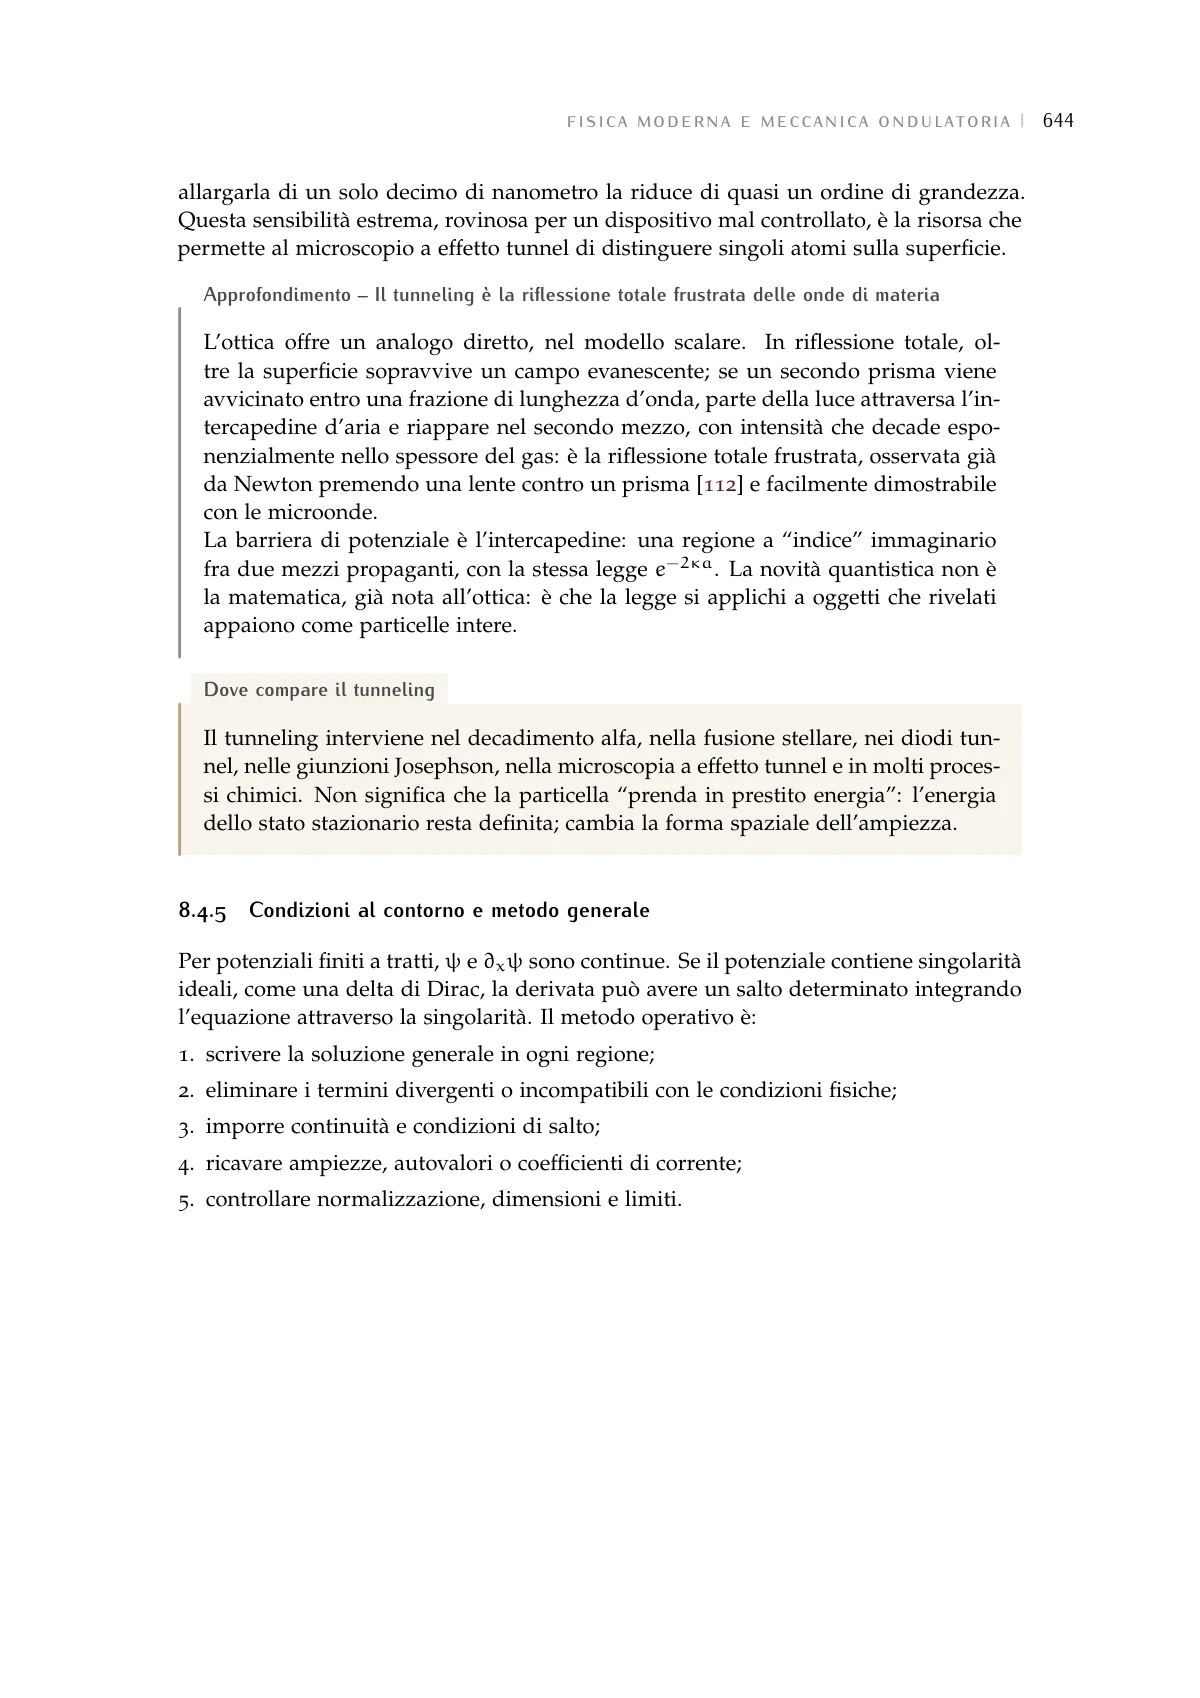 FISICA MODERNA E MECCANICA ONDULATORIA | 644
allargarla di un solo decimo di nanometro la riduce di quasi un ordine di grandezza.
Questa sensibilità estrema, rovinosa per un dispositivo mal controllato, è la risorsa che
permette al microscopio a effetto tunnel di distinguere singoli atomi sulla superficie.
Approfondimento – Il tunneling è la riflessione totale frustrata delle onde di materia
L'ottica offre un analogo diretto, nel modello scalare. In riflessione totale, ol-
tre la superficie sopravvive un campo evanescente; se un secondo prisma viene
avvicinato entro una frazione di lunghezza d'onda, parte della luce attraversa l'in-
tercapedine d'aria e riappare nel secondo mezzo, con intensità che decade espo-
nenzialmente nello spessore del gas: è la riflessione totale frustrata, osservata già
da Newton premendo una lente contro un prisma [112] e facilmente dimostrabile
con le microonde.
La barriera di potenziale è l'intercapedine: una regione a “indice” immaginario
fra due mezzi propaganti, con la stessa legge e⁻²ᵏᵃ. La novità quantistica non è
la matematica, già nota all'ottica: è che la legge si applichi a oggetti che rivelati
appaiono come particelle intere.
Dove compare il tunneling
Il tunneling interviene nel decadimento alfa, nella fusione stellare, nei diodi tun-
nel, nelle giunzioni Josephson, nella microscopia a effetto tunnel e in molti proces-
si chimici. Non significa che la particella “prenda in prestito energia”: l'energia
dello stato stazionario resta definita; cambia la forma spaziale dell'ampiezza.
8.4.5 Condizioni al contorno e metodo generale
Per potenziali finiti a tratti, ψ e ∂ₓψ sono continue. Se il potenziale contiene singolarità
ideali, come una delta di Dirac, la derivata può avere un salto determinato integrando
l'equazione attraverso la singolarità. Il metodo operativo è:
1. scrivere la soluzione generale in ogni regione;
2. eliminare i termini divergenti o incompatibili con le condizioni fisiche;
3. imporre continuità e condizioni di salto;
4. ricavare ampiezze, autovalori o coefficienti di corrente;
5. controllare normalizzazione, dimensioni e limiti.